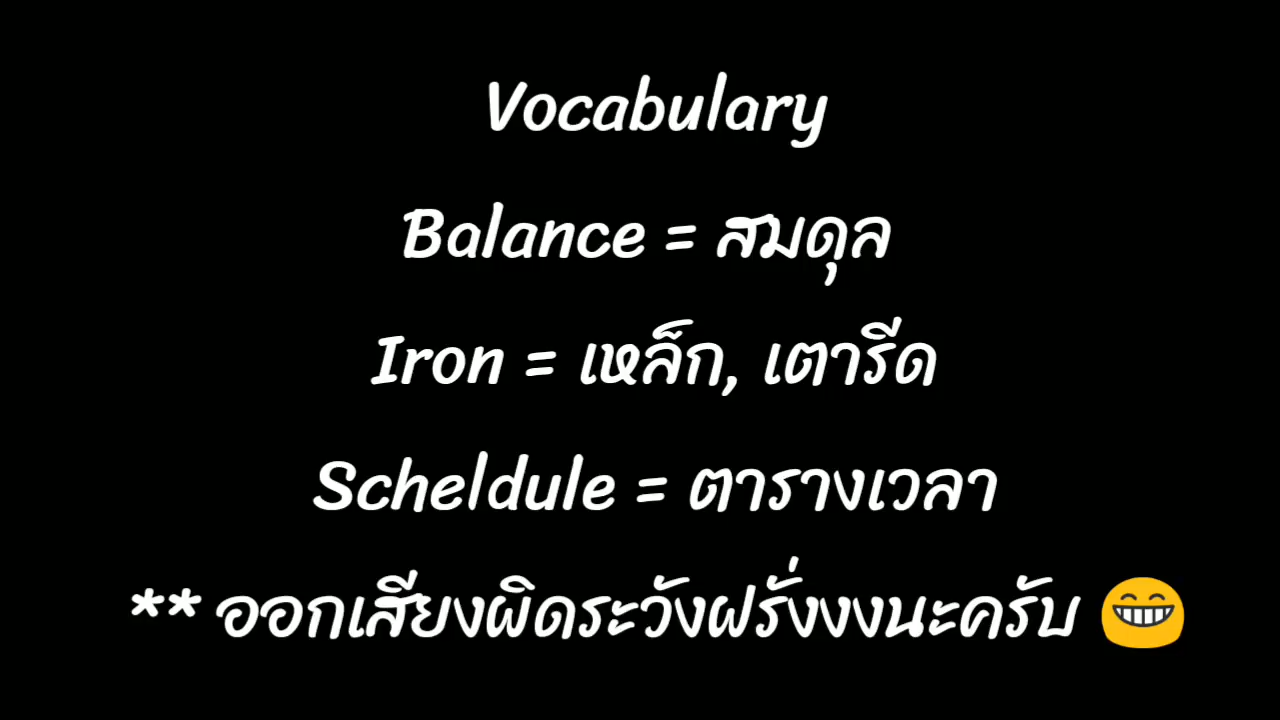 Vocabulary
Balance = สมดุล
Iron = เหล็ก, เตารีด
Scheldule = ตารางเวลา
** ออกเสียงผิดระวังฝรั่งงงนะครับ 😁